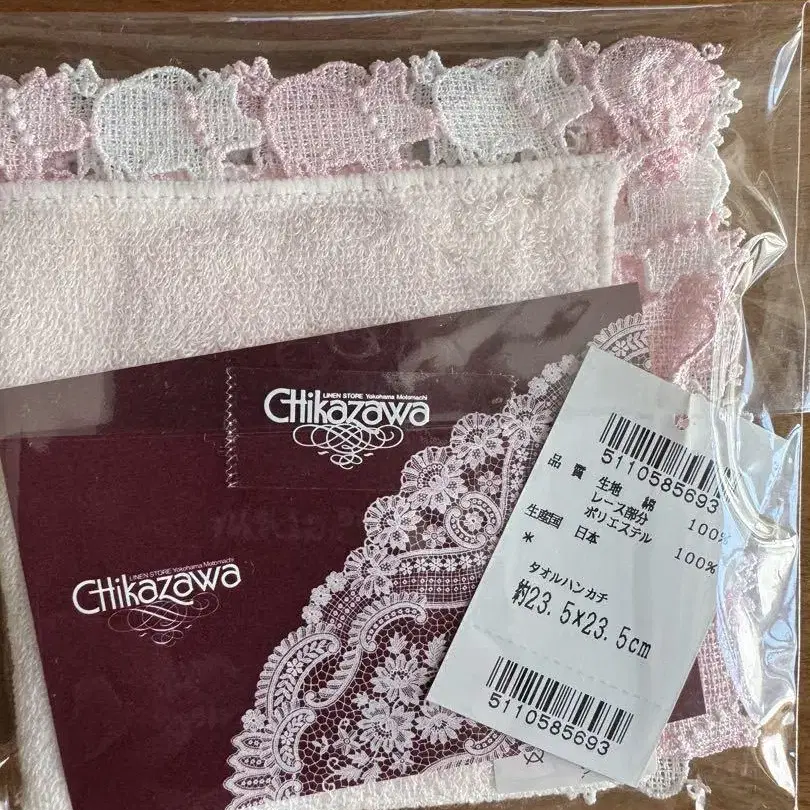 LINEN STORE Yokohama Motomachi
CHikazawa
LINEN STORE Yokohama Motomachi
CHikazawa
5110585693
品質 生地 綿 100%
レース部分
ポリエステル 100%
生産国 日本
*
タオルハンカチ
約23.5x23.5cm
5110585693